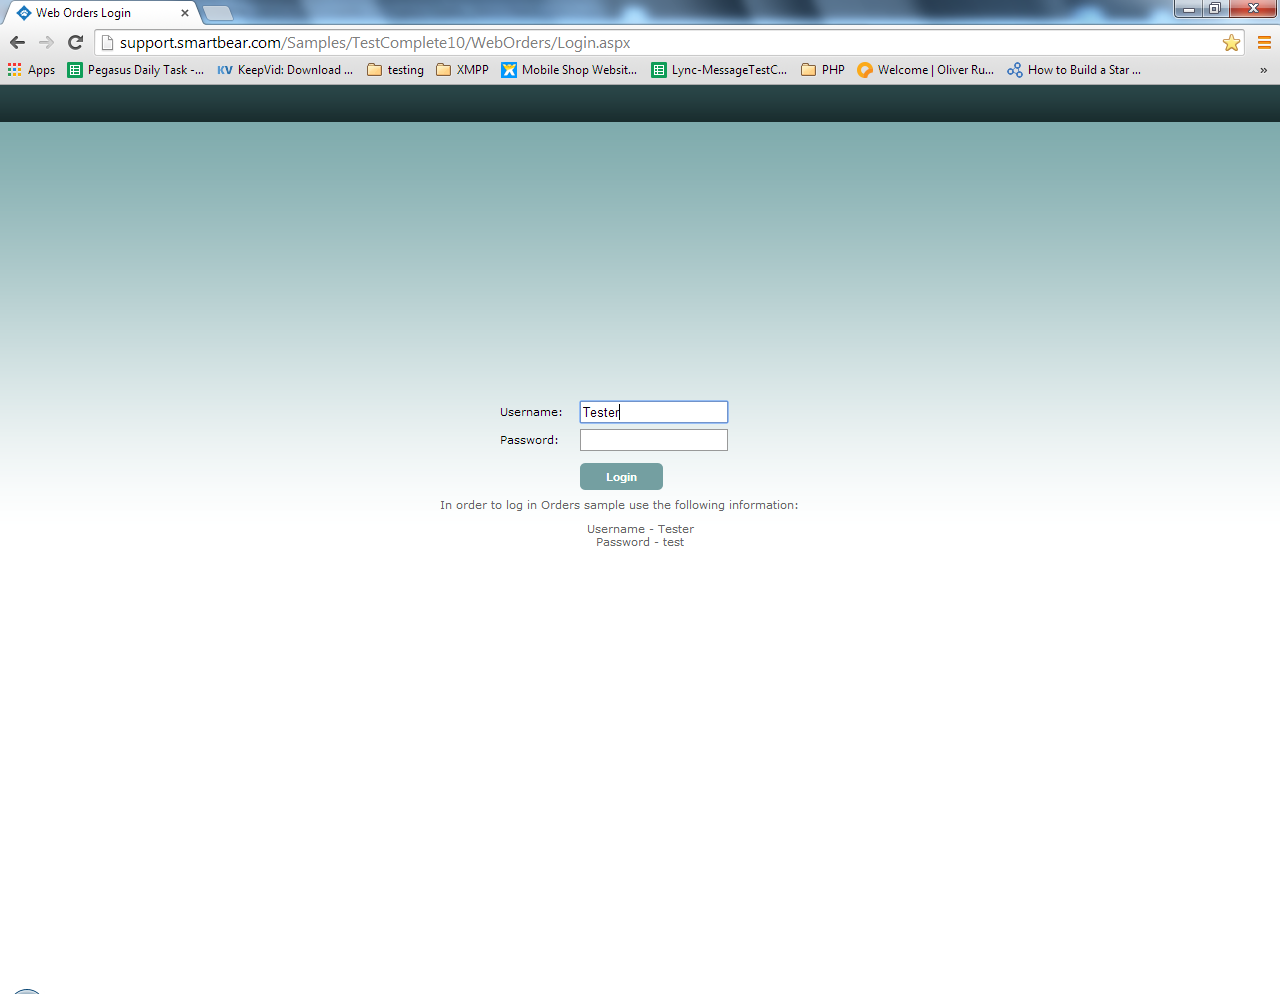 Web Orders Login
support.smartbear.com/Samples/TestComplete10/WebOrders/Login.aspx
Apps Pegasus Daily Task -... KV KeepVid: Download ... testing XMPP Mobile Shop Websit... Lync-MessageTestC... PHP Welcome | Oliver Ru... How to Build a Star ... »
Username: Tester
Password:
Login
In order to log in Orders sample use the following information:
Username - Tester
Password - test